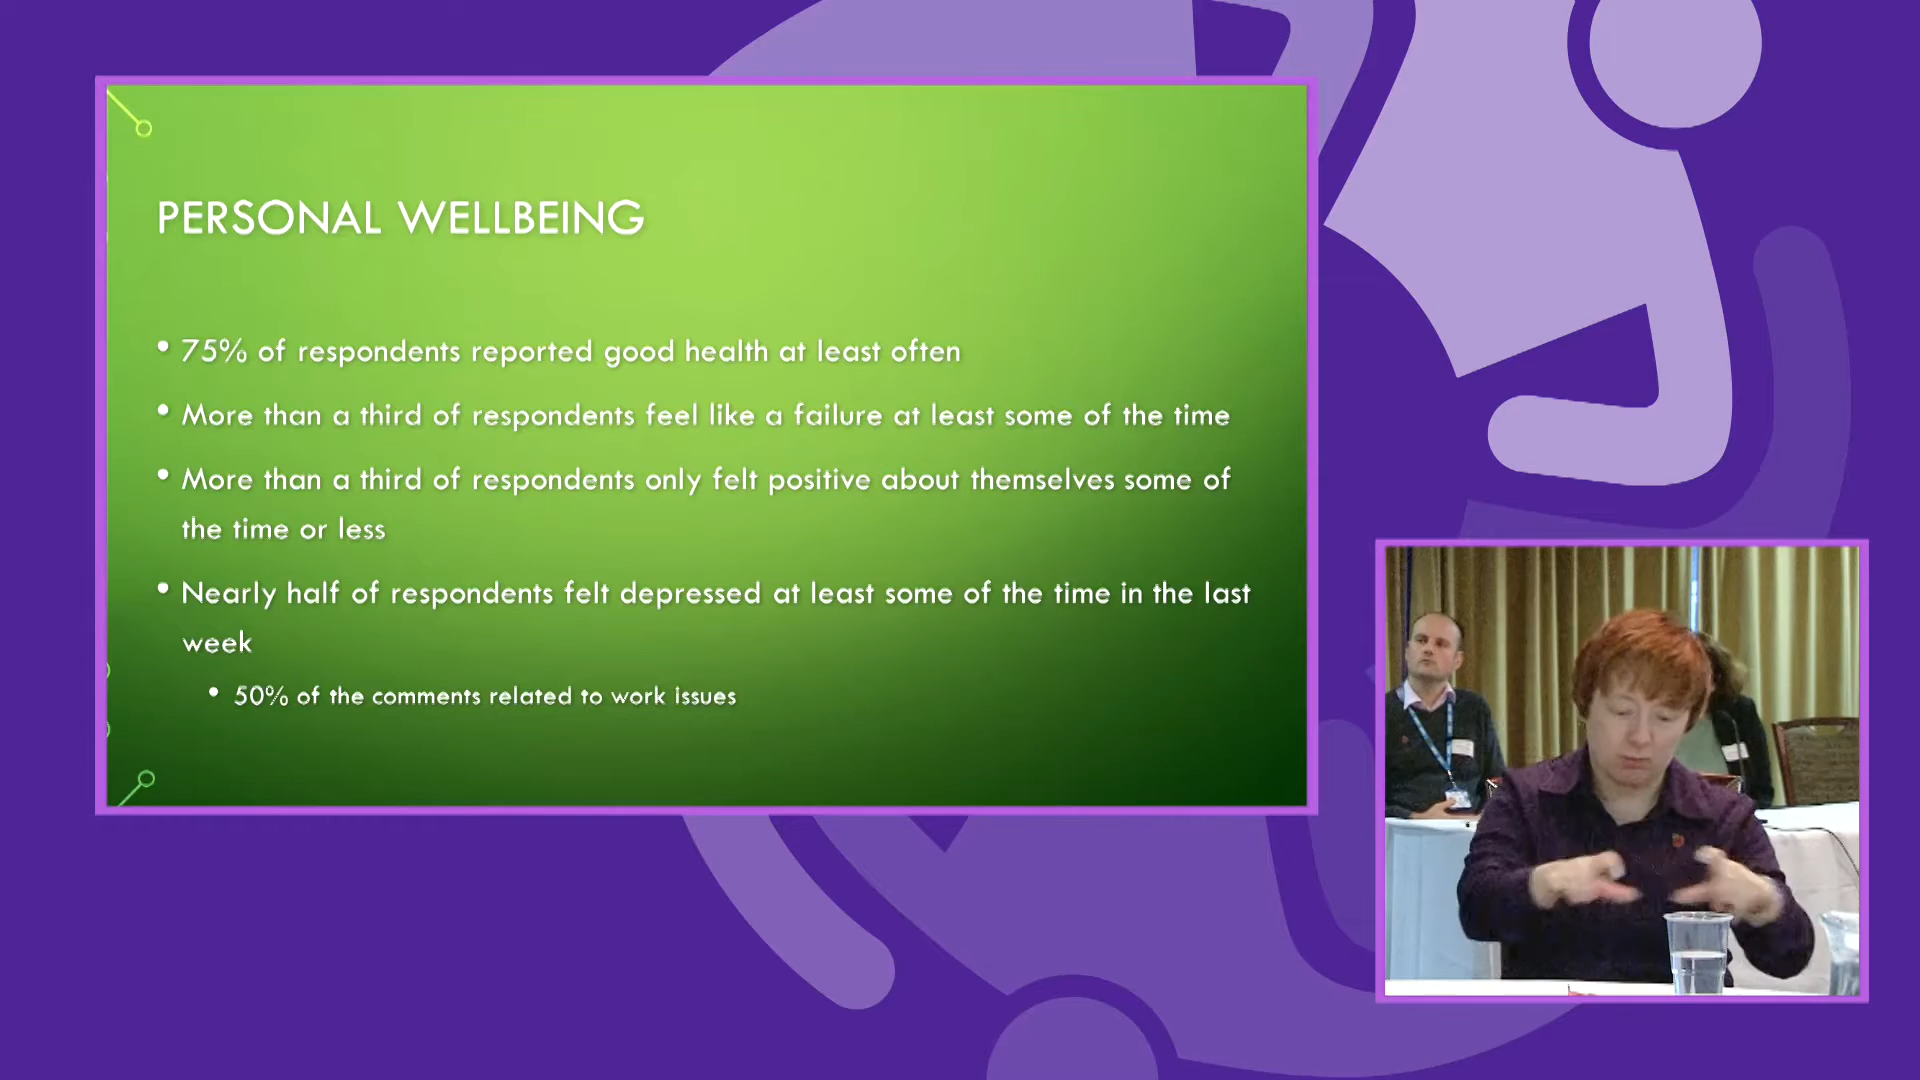 PERSONAL WELLBEING
• 75% of respondents reported good health at least often
• More than a third of respondents feel like a failure at least some of the time
• More than a third of respondents only felt positive about themselves some of
the time or less
• Nearly half of respondents felt depressed at least some of the time in the last
week
• 50% of the comments related to work issues